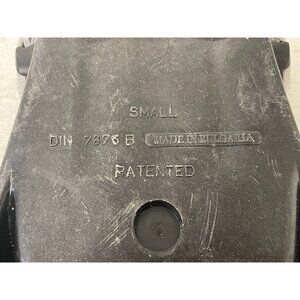 SMALL
DIN 7876 B MADE IN BULGARIA
PATENTED